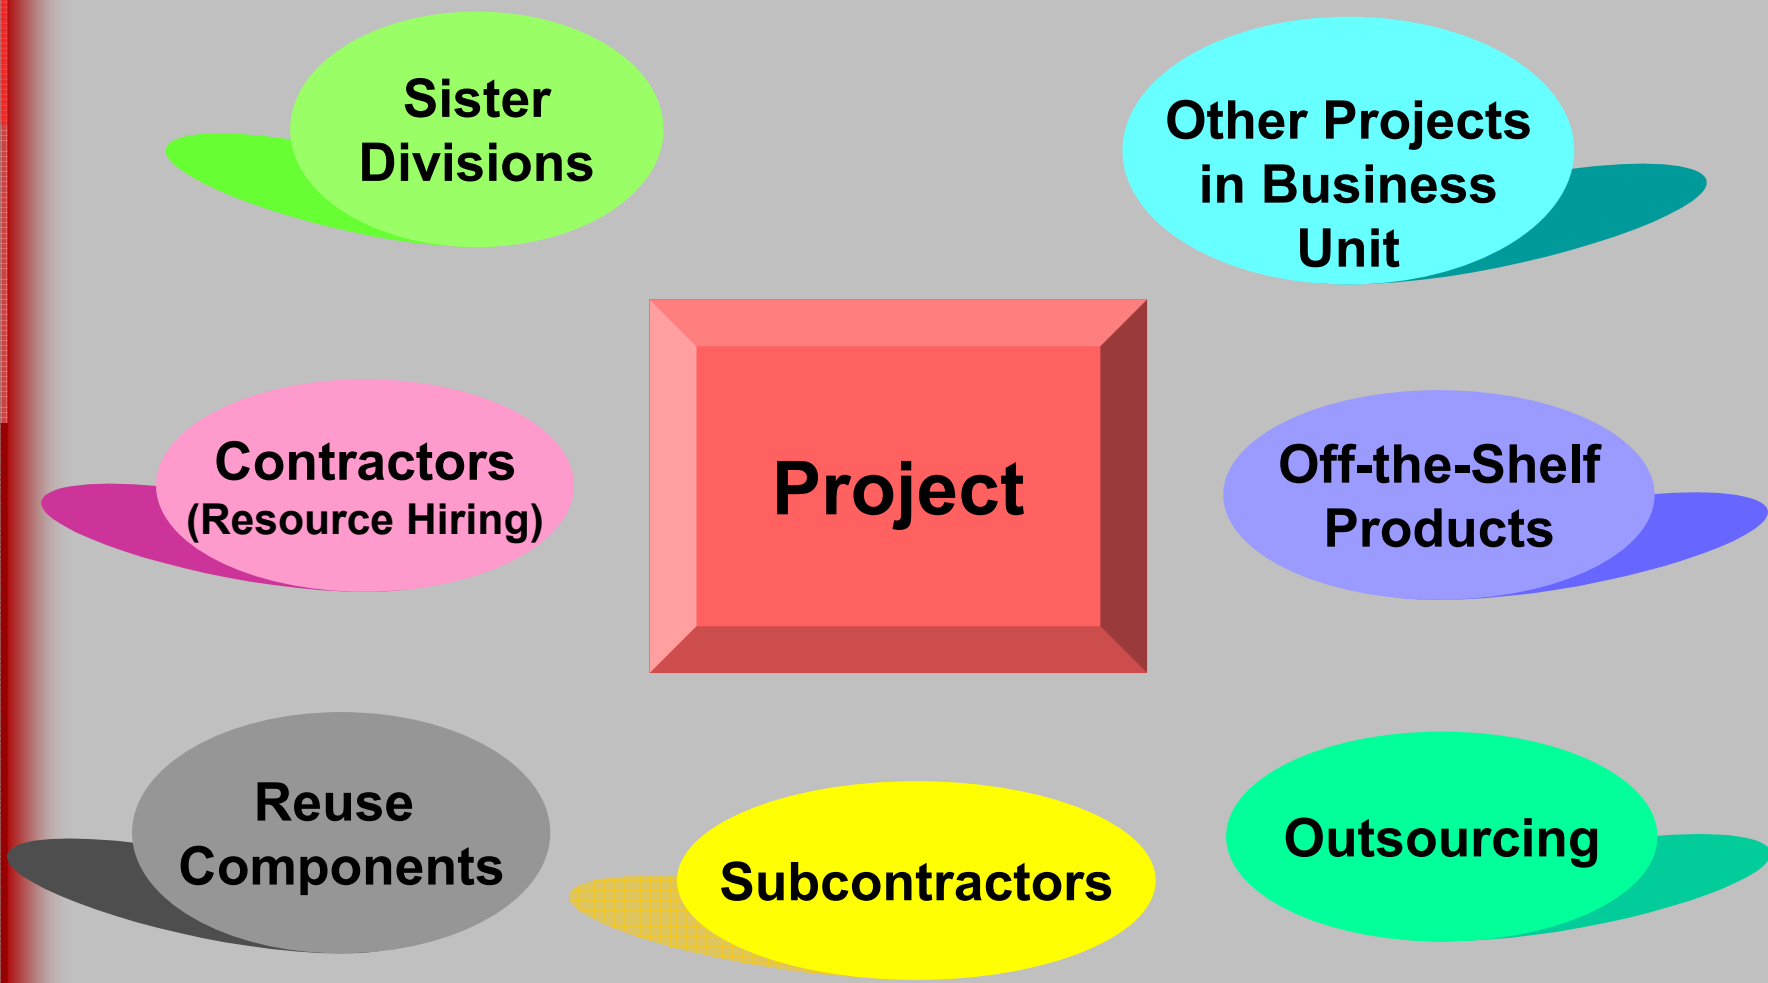 Sister
Divisions
Other Projects
in Business
Unit
Contractors
(Resource Hiring)
Project
Off-the-Shelf
Products
Reuse
Components
Subcontractors
Outsourcing